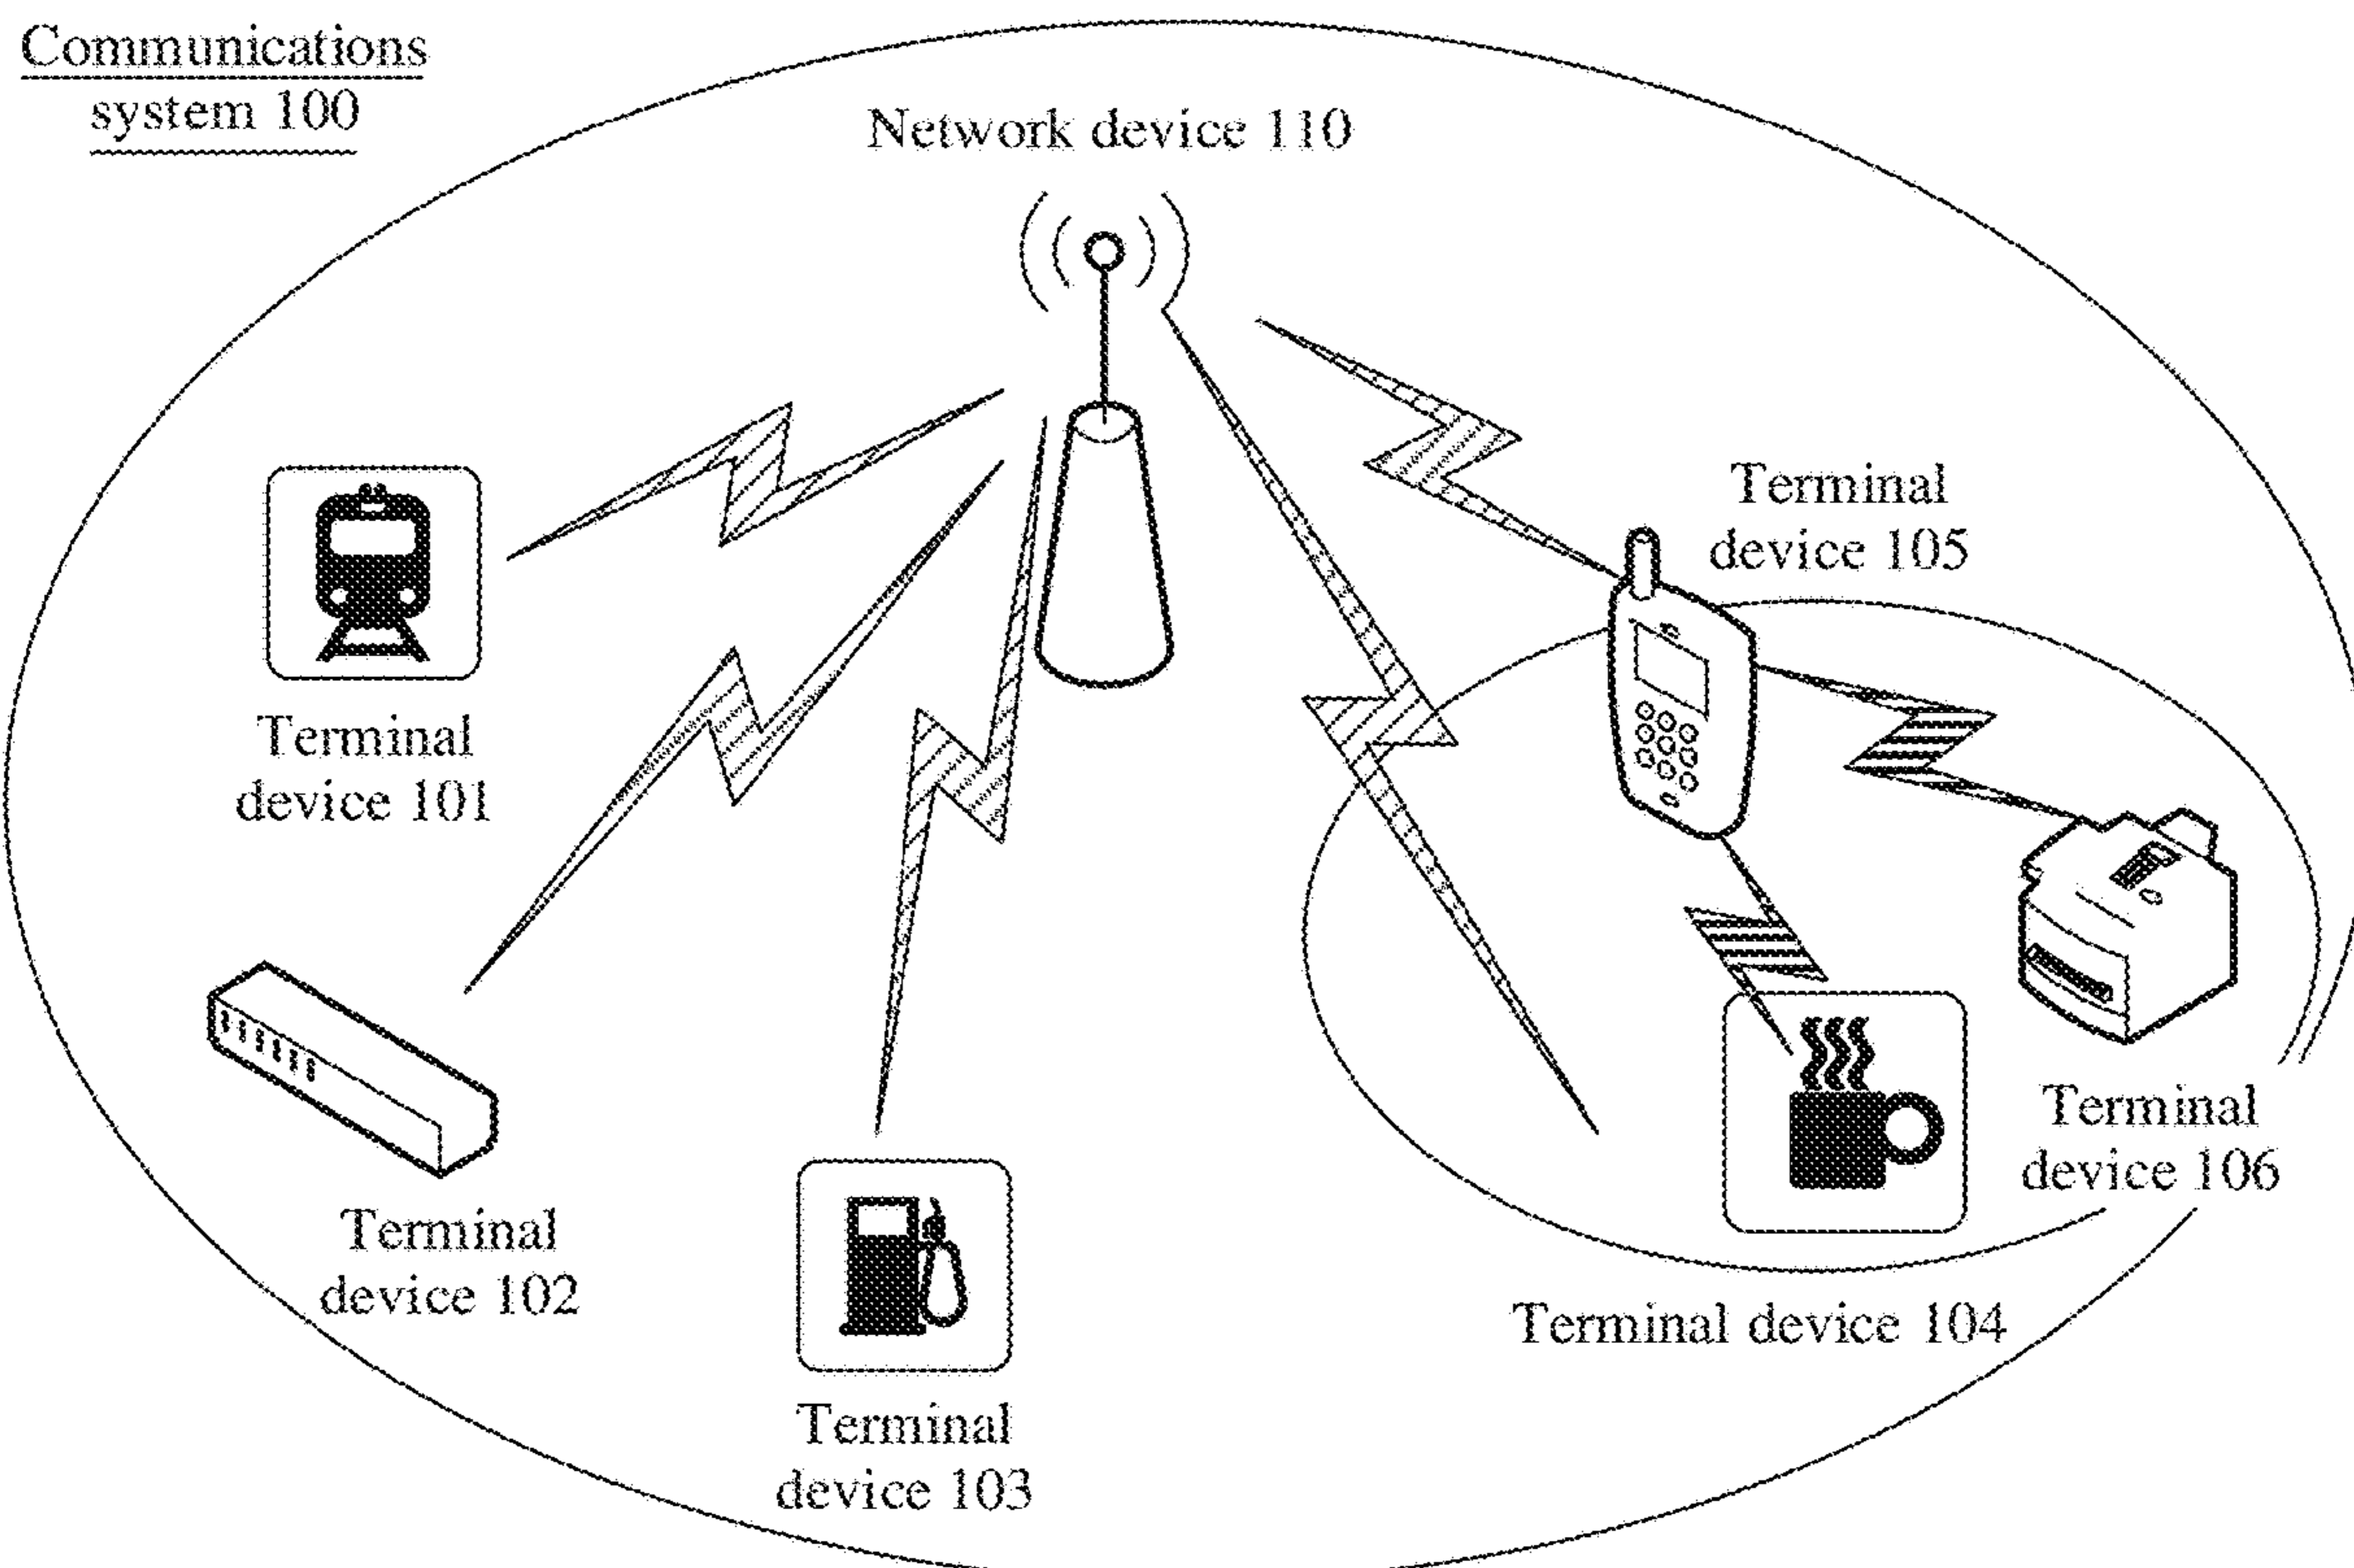 Communications
system 100
Network device 110
Terminal
device 105
Terminal
device 101
Terminal
device 106
Terminal
device 102
Terminal device 104
Terminal
device 103